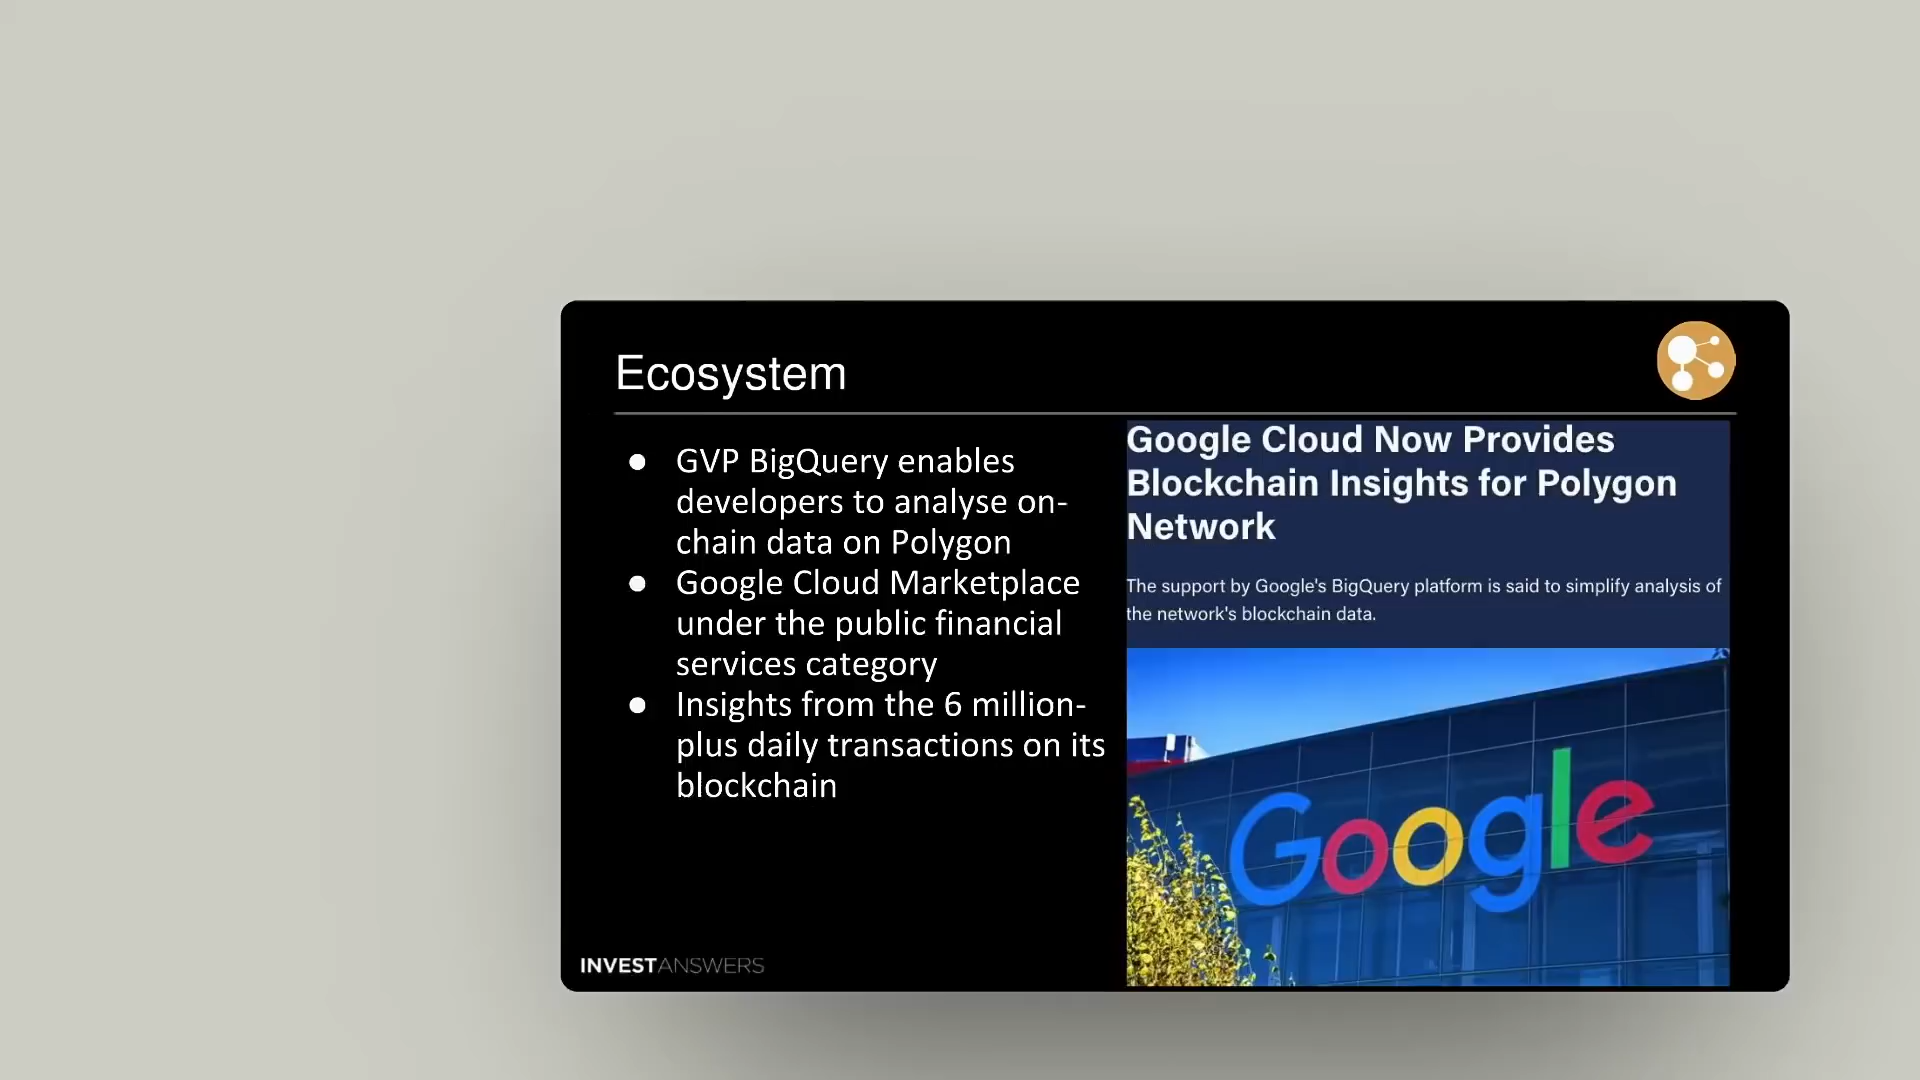 Ecosystem
● GVP BigQuery enables
developers to analyse on-
chain data on Polygon
● Google Cloud Marketplace
under the public financial
services category
● Insights from the 6 million-
plus daily transactions on its
blockchain
Google Cloud Now Provides
Blockchain Insights for Polygon
Network
The support by Google's BigQuery platform is said to simplify analysis of
the network's blockchain data.
Google
INVESTANSWERS